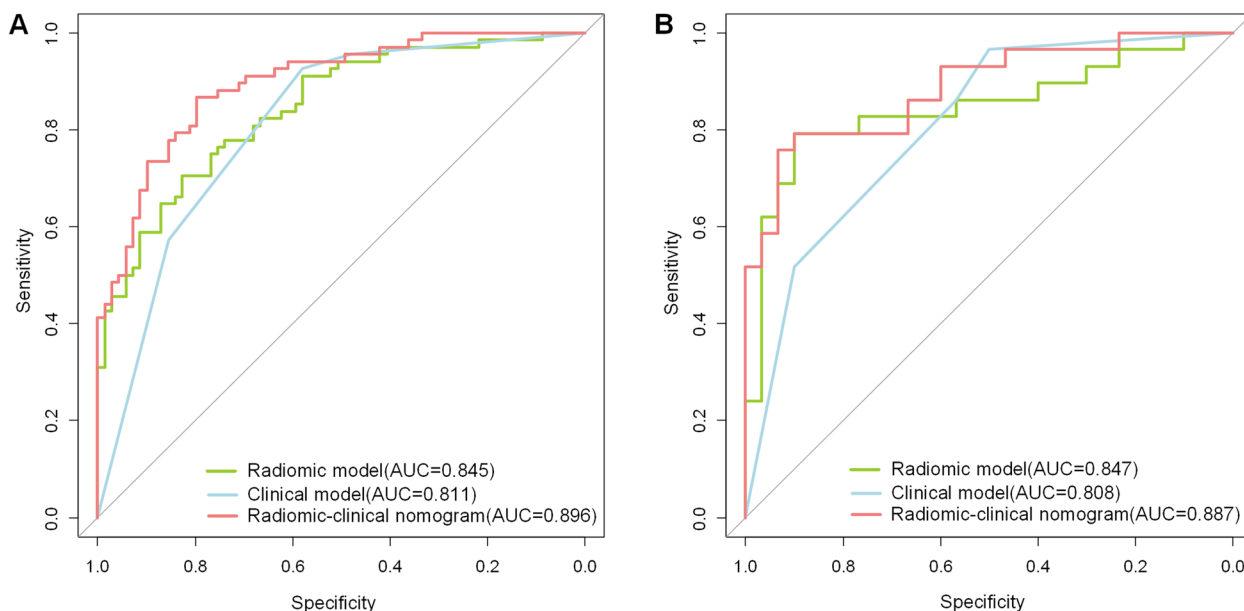 A
Sensitivity
1.0
0.8
0.6
0.4
0.2
0.0
Radiomic model(AUC=0.845)
Clinical model(AUC=0.811)
Radiomic-clinical nomogram(AUC=0.896)
1.0 0.8 0.6 0.4 0.2 0.0
Specificity
B
Sensitivity
1.0
0.8
0.6
0.4
0.2
0.0
Radiomic model(AUC=0.847)
Clinical model(AUC=0.808)
Radiomic-clinical nomogram(AUC=0.887)
1.0 0.8 0.6 0.4 0.2 0.0
Specificity